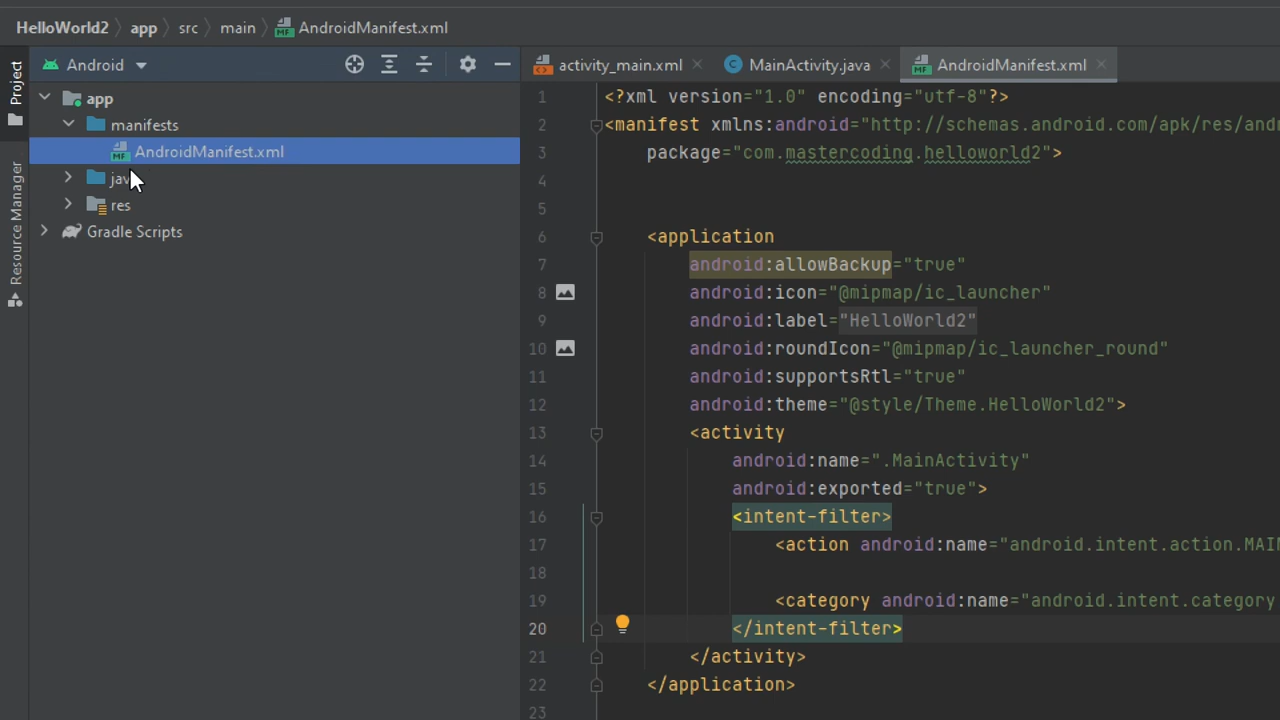 HelloWorld2 app src main AndroidManifest.xml
Project
Resource Manager
Android
app
manifests
AndroidManifest.xml
res
Gradle Scripts
activity_main.xml MainActivity.java AndroidManifest.xml
1 <?xml version="1.0" encoding="utf-8"?>
2 <manifest xmlns:android="http://schemas.android.com/apk/res/and
3 package="com.mastercoding.helloworld2">
4
5
6 <application
7 android:allowBackup="true"
8 android:icon="@mipmap/ic_launcher"
9 android:label="HelloWorld2"
10 android:roundIcon="@mipmap/ic_launcher_round"
11 android:supportsRtl="true"
12 android:theme="@style/Theme.HelloWorld2">
13 <activity
14 android:name=".MainActivity"
15 android:exported="true">
16 <intent-filter>
17 <action android:name="android.intent.action.MAIN
18
19 <category android:name="android.intent.category
20 </intent-filter>
21 </activity>
22 </application>
23